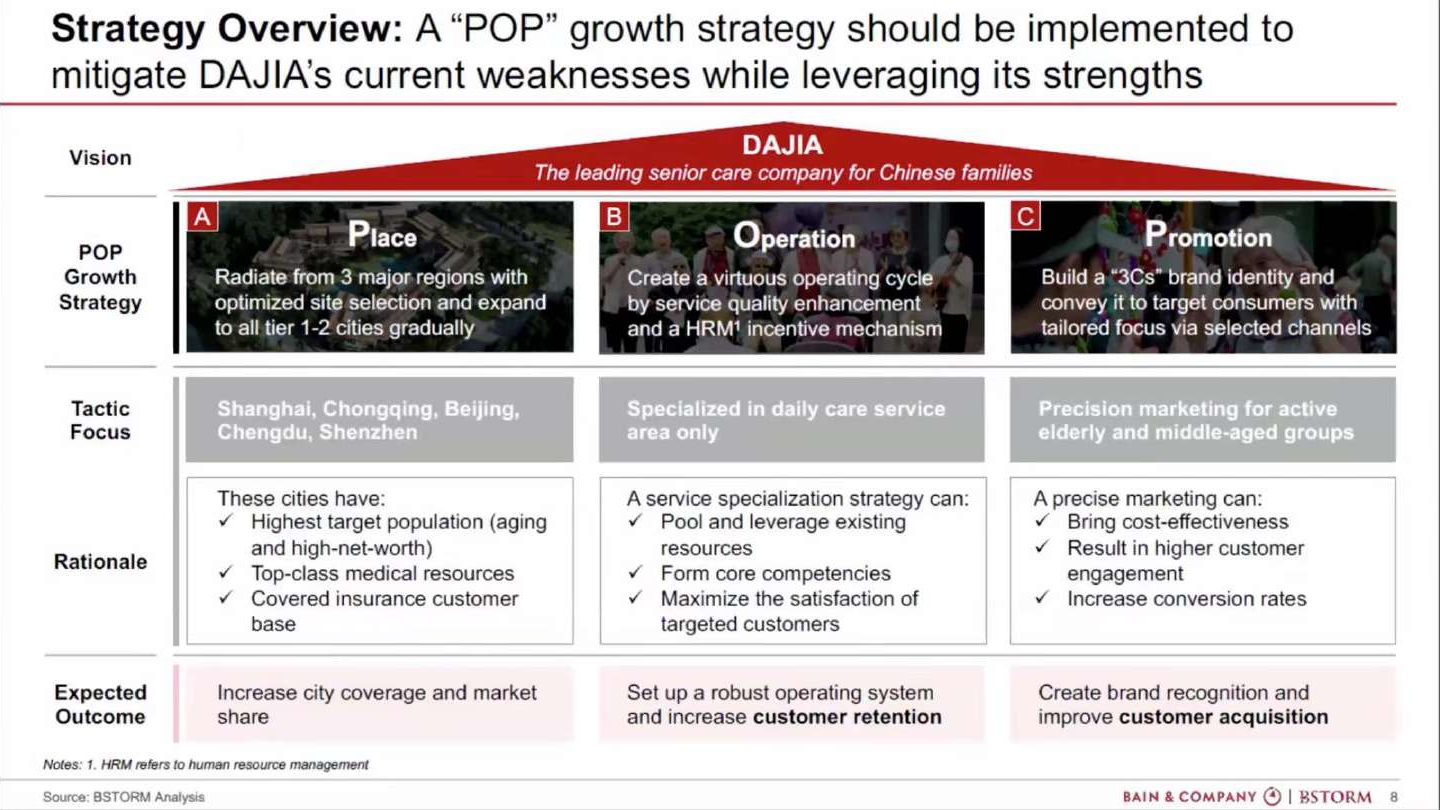 Strategy Overview: A “POP” growth strategy should be implemented to
mitigate DAJIA’s current weaknesses while leveraging its strengths
Vision
DAJIA
The leading senior care company for Chinese families
POP
Growth
Strategy
A
Place
Radiate from 3 major regions with
optimized site selection and expand
to all tier 1-2 cities gradually
B
Operation
Create a virtuous operating cycle
by service quality enhancement
and a HRM¹ incentive mechanism
C
Promotion
Build a “3Cs” brand identity and
convey it to target consumers with
tailored focus via selected channels
Tactic
Focus
Shanghai, Chongqing, Beijing,
Chengdu, Shenzhen
Specialized in daily care service
area only
Precision marketing for active
elderly and middle-aged groups
Rationale
These cities have:
✓ Highest target population (aging
and high-net-worth)
✓ Top-class medical resources
✓ Covered insurance customer
base
A service specialization strategy can:
✓ Pool and leverage existing
resources
✓ Form core competencies
✓ Maximize the satisfaction of
targeted customers
A precise marketing can:
✓ Bring cost-effectiveness
✓ Result in higher customer
engagement
✓ Increase conversion rates
Expected
Outcome
Increase city coverage and market
share
Set up a robust operating system
and increase customer retention
Create brand recognition and
improve customer acquisition
Notes: 1. HRM refers to human resource management
Source: BSTORM Analysis
BAIN & COMPANY | BSTORM 8